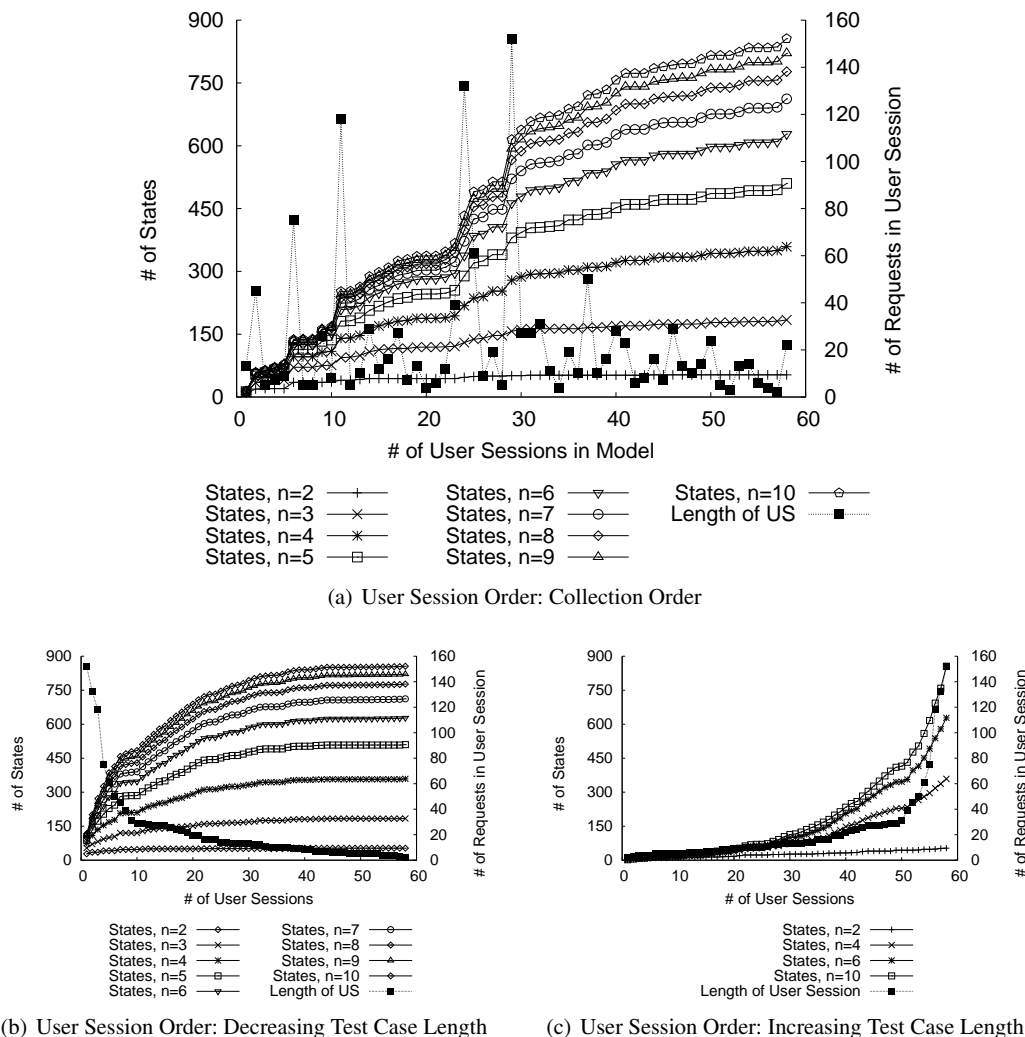 900
750
600
450
300
150
0
160
140
120
100
80
60
40
20
0
0 10 20 30 40 50 60
# of States
# of Requests in User Session
# of User Sessions in Model
States, n=2
States, n=3
States, n=4
States, n=5
States, n=6
States, n=7
States, n=8
States, n=9
States, n=10
Length of US
(a) User Session Order: Collection Order
900
750
600
450
300
150
0
160
140
120
100
80
60
40
20
0
0 10 20 30 40 50 60
# of States
# of Requests in User Session
# of User Sessions
States, n=2
States, n=3
States, n=4
States, n=5
States, n=6
States, n=7
States, n=8
States, n=9
States, n=10
Length of US
(b) User Session Order: Decreasing Test Case Length
900
750
600
450
300
150
0
160
140
120
100
80
60
40
20
0
0 10 20 30 40 50 60
# of States
# of Requests in User Session
# of User Sessions
States, n=2
States, n=4
States, n=6
States, n=10
Length of User Session
(c) User Session Order: Increasing Test Case Length